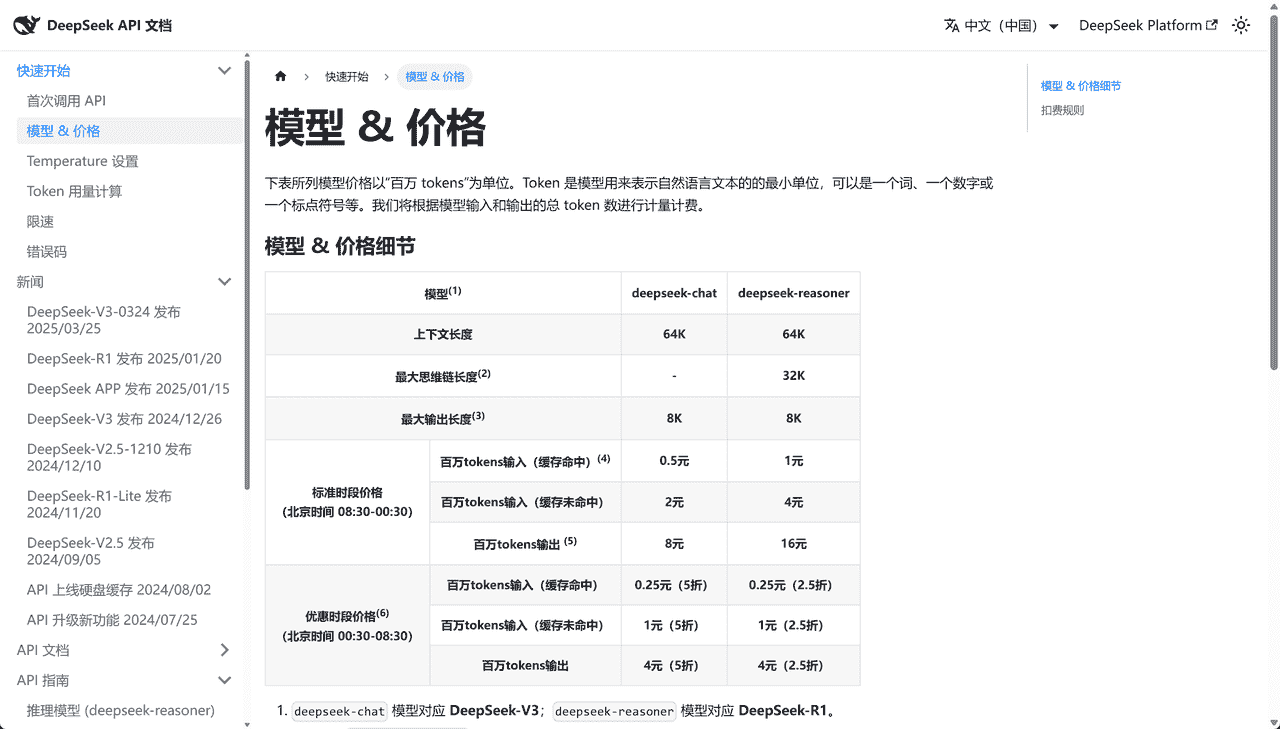 DeepSeek API 文档
中文（中国）
DeepSeek Platform
快速开始
首次调用 API
模型 & 价格
Temperature 设置
Token 用量计算
限速
错误码
新闻
DeepSeek-V3-0324 发布
2025/03/25
DeepSeek-R1 发布 2025/01/20
DeepSeek APP 发布 2025/01/15
DeepSeek-V3 发布 2024/12/26
DeepSeek-V2.5-1210 发布
2024/12/10
DeepSeek-R1-Lite 发布
2024/11/20
DeepSeek-V2.5 发布
2024/09/05
API 上线硬盘缓存 2024/08/02
API 升级新功能 2024/07/25
API 文档
API 指南
推理模型 (deepseek-reasoner)
快速开始
模型 & 价格
模型 & 价格
下表所列模型价格以“百万 tokens”为单位。Token 是模型用来表示自然语言文本的的最小单位，可以是一个词、一个数字或
一个标点符号等。我们将根据模型输入和输出的总 token 数进行计量计费。
模型 & 价格细节
模型(1) deepseek-chat deepseek-reasoner
上下文长度 64K 64K
最大思维链长度(2) - 32K
最大输出长度(3) 8K 8K
标准时段价格
(北京时间 08:30-00:30)
百万tokens输入（缓存命中）(4) 0.5元 1元
百万tokens输入（缓存未命中） 2元 4元
百万tokens输出 (5) 8元 16元
优惠时段价格(6)
(北京时间 00:30-08:30)
百万tokens输入（缓存命中） 0.25元（5折） 0.25元（2.5折）
百万tokens输入（缓存未命中） 1元（5折） 1元（2.5折）
百万tokens输出 4元（5折） 4元（2.5折）
1. deepseek-chat 模型对应 DeepSeek-V3；deepseek-reasoner 模型对应 DeepSeek-R1。
模型 & 价格细节
扣费规则